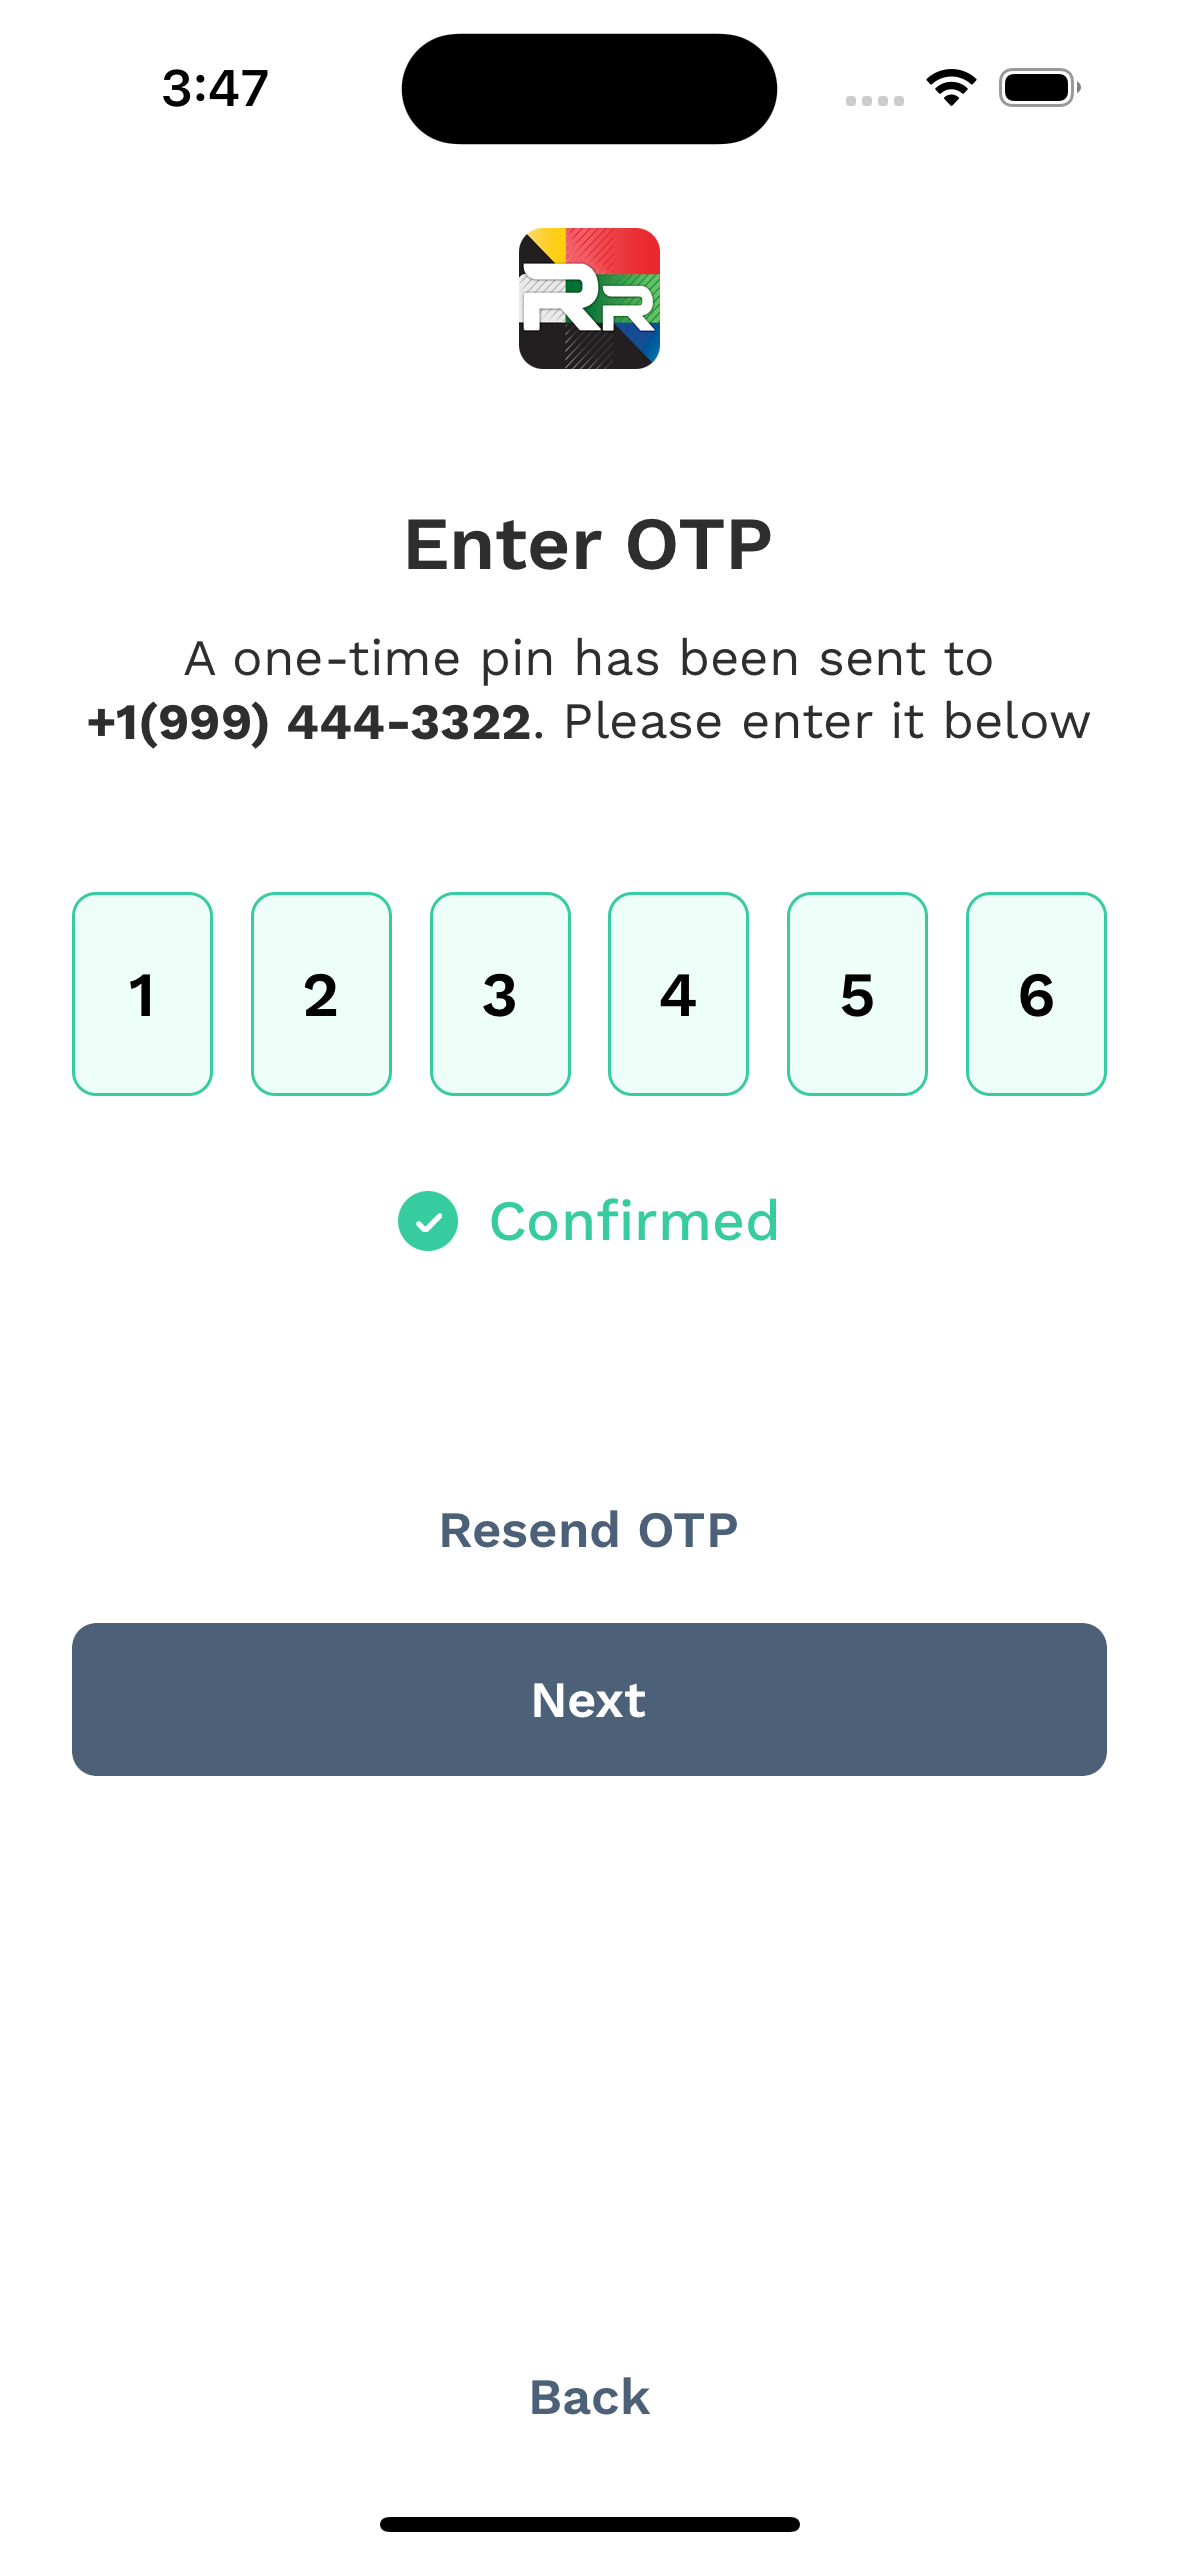 3:47
RR
Enter OTP
A one-time pin has been sent to
+1(999) 444-3322. Please enter it below
1 2 3 4 5 6
Confirmed
Resend OTP
Next
Back